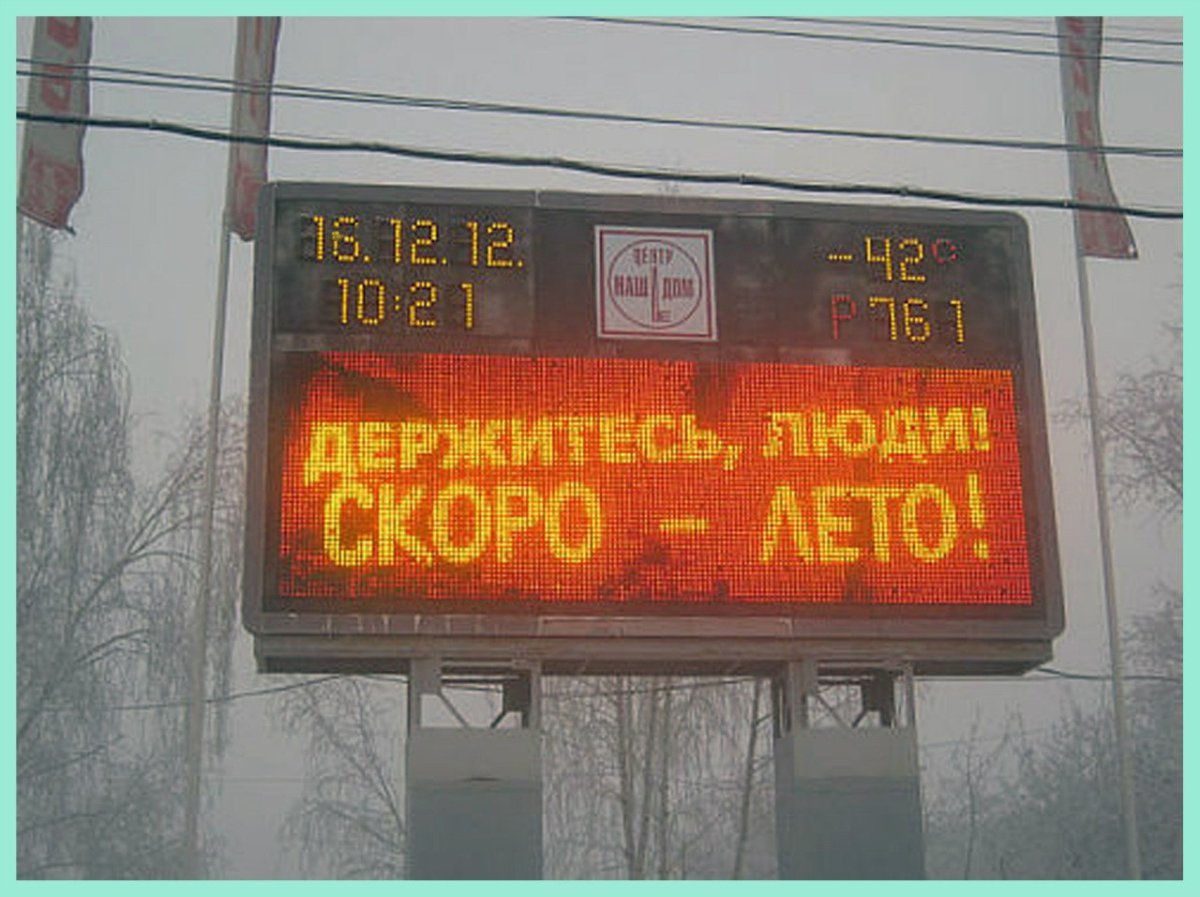 16.12.12.
10:21
ЦЕНТР
НАШ ДОМ
-42°C
P 761
ДЕРЖИТЕСЬ, ЛЮДИ!
СКОРО - ЛЕТО!